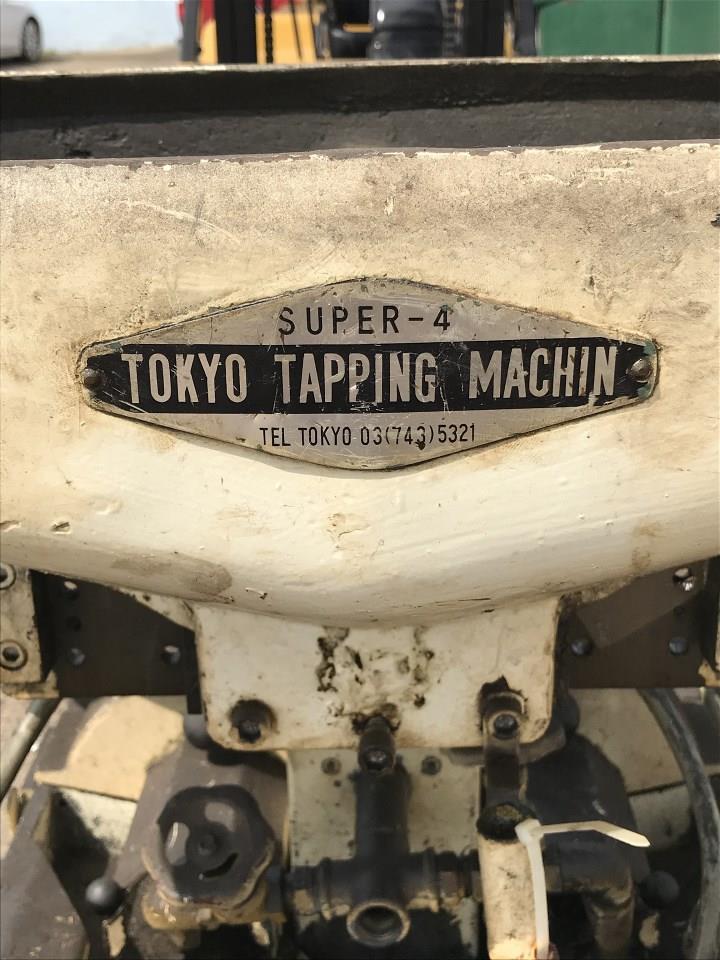 SUPER-4
TOKYO TAPPING MACHIN
TEL TOKYO 03(743)5321